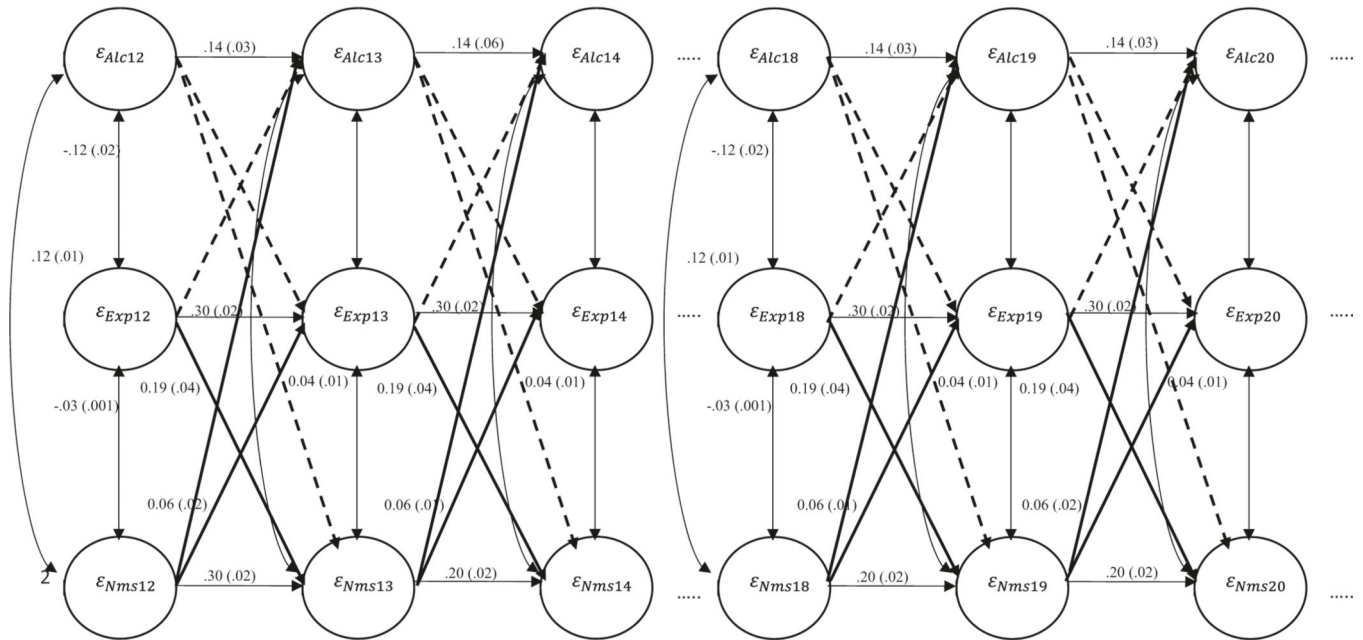 .14 (.03) .14 (.06) .14 (.03) .14 (.03)
εAlc12 εAlc13 εAlc14 ..... εAlc18 εAlc19 εAlc20 .....
-.12 (.02) -.12 (.02)
.12 (.01) .12 (.01)
εExp12 .30 (.02) εExp13 .30 (.02) εExp14 ..... εExp18 .30 (.02) εExp19 .30 (.02) εExp20 .....
0.19 (.04) 0.04 (.01) 0.19 (.04) 0.04 (.01) 0.19 (.04) 0.04 (.01) 0.19 (.04) 0.04 (.01)
-.03 (.001) -.03 (.001)
0.06 (.02) 0.06 (.01) 0.06 (.01) 0.06 (.02)
2 εNms12 .30 (.02) εNms13 .20 (.02) εNms14 ..... εNms18 .20 (.02) εNms19 .20 (.02) εNms20 .....